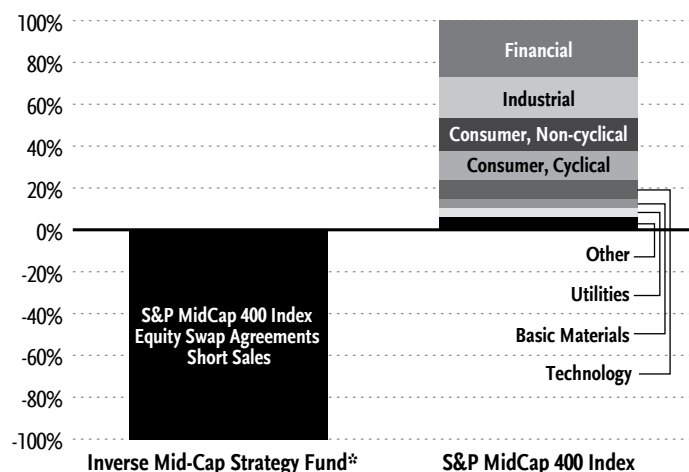 100%
80%
60%
40%
20%
0%
-20%
-40%
-60%
-80%
-100%
Financial
Industrial
Consumer, Non-cyclical
Consumer, Cyclical
Other
Utilities
Basic Materials
Technology
S&P MidCap 400 Index
Equity Swap Agreements
Short Sales
Inverse Mid-Cap Strategy Fund*
S&P MidCap 400 Index